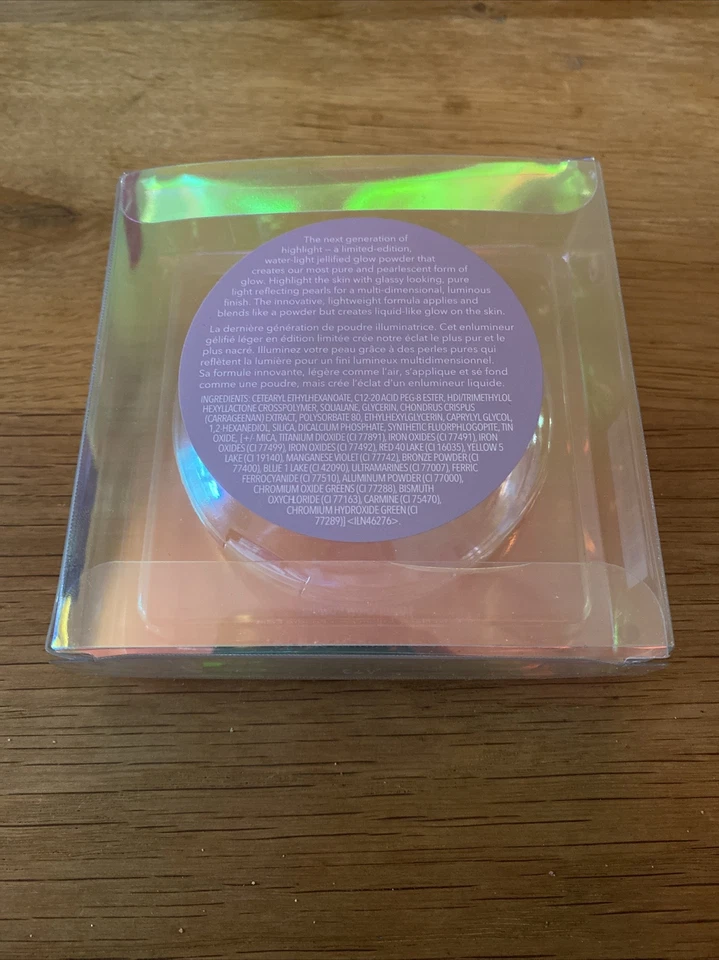 The next generation of
highlight – a limited-edition,
water-light jellified glow powder that
creates our most pure and pearlescent form of
glow. Highlight the skin with glassy looking, pure
light reflecting pearls for a multi-dimensional, luminous
finish. The innovative, lightweight formula applies and
blends like a powder but creates liquid-like glow on the skin.
La dernière génération de poudre illuminatrice. Cet enlumineur
gélifié léger en édition limitée crée notre éclat le plus pur et le
plus nacré. Illuminez votre peau grâce à des perles pures qui
reflètent la lumière pour un fini lumineux multidimensionnel.
Sa formule innovante, légère comme l'air, s'applique et sé fond
comme une poudre, mais crée l'éclat d'un enlumineur liquide.
INGREDIENTS: CETEARYL ETHYLHEXANOATE, C12-20 ACID PEG-8 ESTER, HDI/TRIMETHYLOL
HEXYLLACTONE CROSSPOLYMER, SQUALANE, GLYCERIN, CHONDRUS CRISPUS
(CARRAGEENAN) EXTRACT, POLYSORBATE 80, ETHYLHEXYLGLYCERIN, CAPRYLYL GLYCOL,
1,2-HEXANEDIOL, SILICA, DICALCIUM PHOSPHATE, SYNTHETIC FLUORPHLOGOPITE, TIN
OXIDE, [+/- MICA, TITANIUM DIOXIDE (CI 77891), IRON OXIDES (CI 77491), IRON
OXIDES (CI 77499), IRON OXIDES (CI 77492), RED 40 LAKE (CI 16035), YELLOW 5
LAKE (CI 19140), MANGANESE VIOLET (CI 77742), BRONZE POWDER (CI
77400), BLUE 1 LAKE (CI 42090), ULTRAMARINES (CI 77007), FERRIC
FERROCYANIDE (CI 77510), ALUMINUM POWDER (CI 77000),
CHROMIUM OXIDE GREENS (CI 77288), BISMUTH
OXYCHLORIDE (CI 77163), CARMINE (CI 75470),
CHROMIUM HYDROXIDE GREEN (CI
77289)] <ILN46276>.